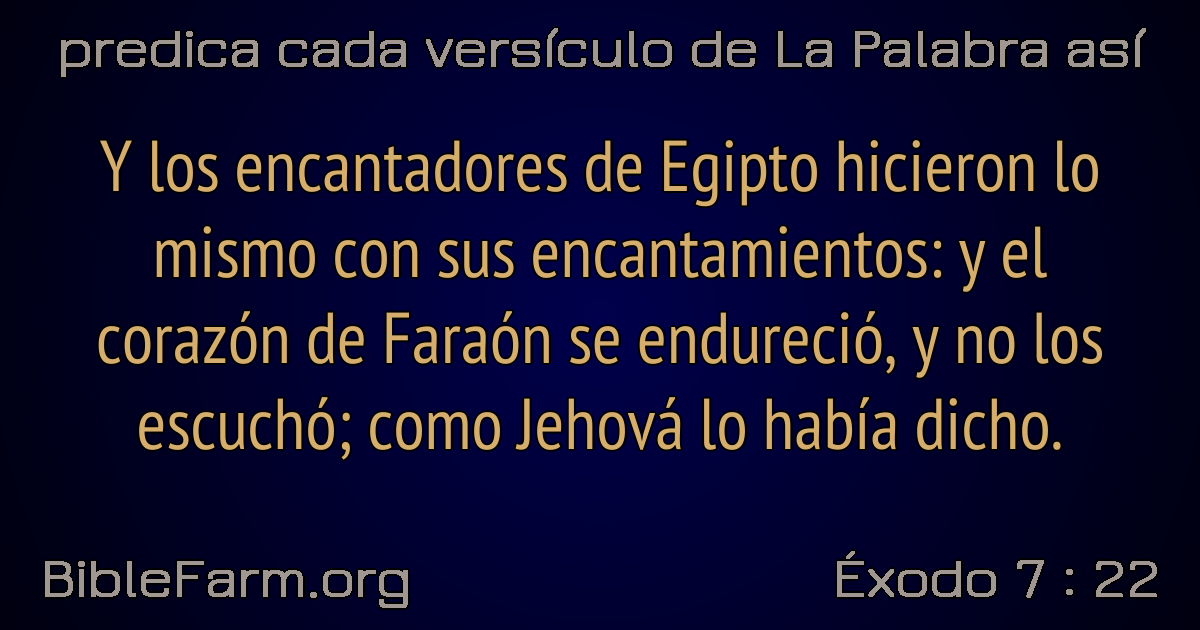 predica cada versículo de La Palabra así
Y los encantadores de Egipto hicieron lo
mismo con sus encantamientos: y el
corazón de Faraón se endureció, y no los
escuchó; como Jehová lo había dicho.
BibleFarm.org
Éxodo 7 : 22